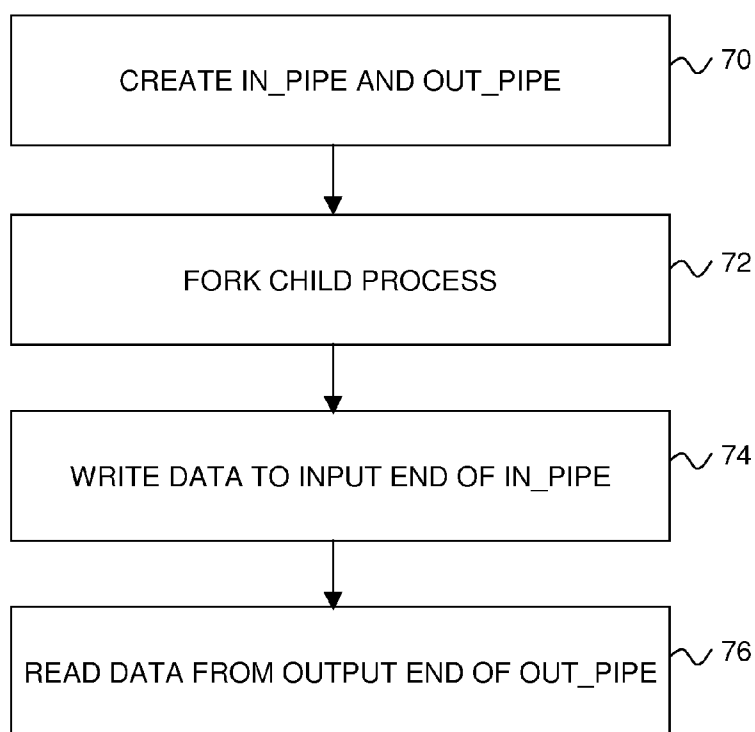 CREATE IN_PIPE AND OUT_PIPE
70
FORK CHILD PROCESS
72
WRITE DATA TO INPUT END OF IN_PIPE
74
READ DATA FROM OUTPUT END OF OUT_PIPE
76